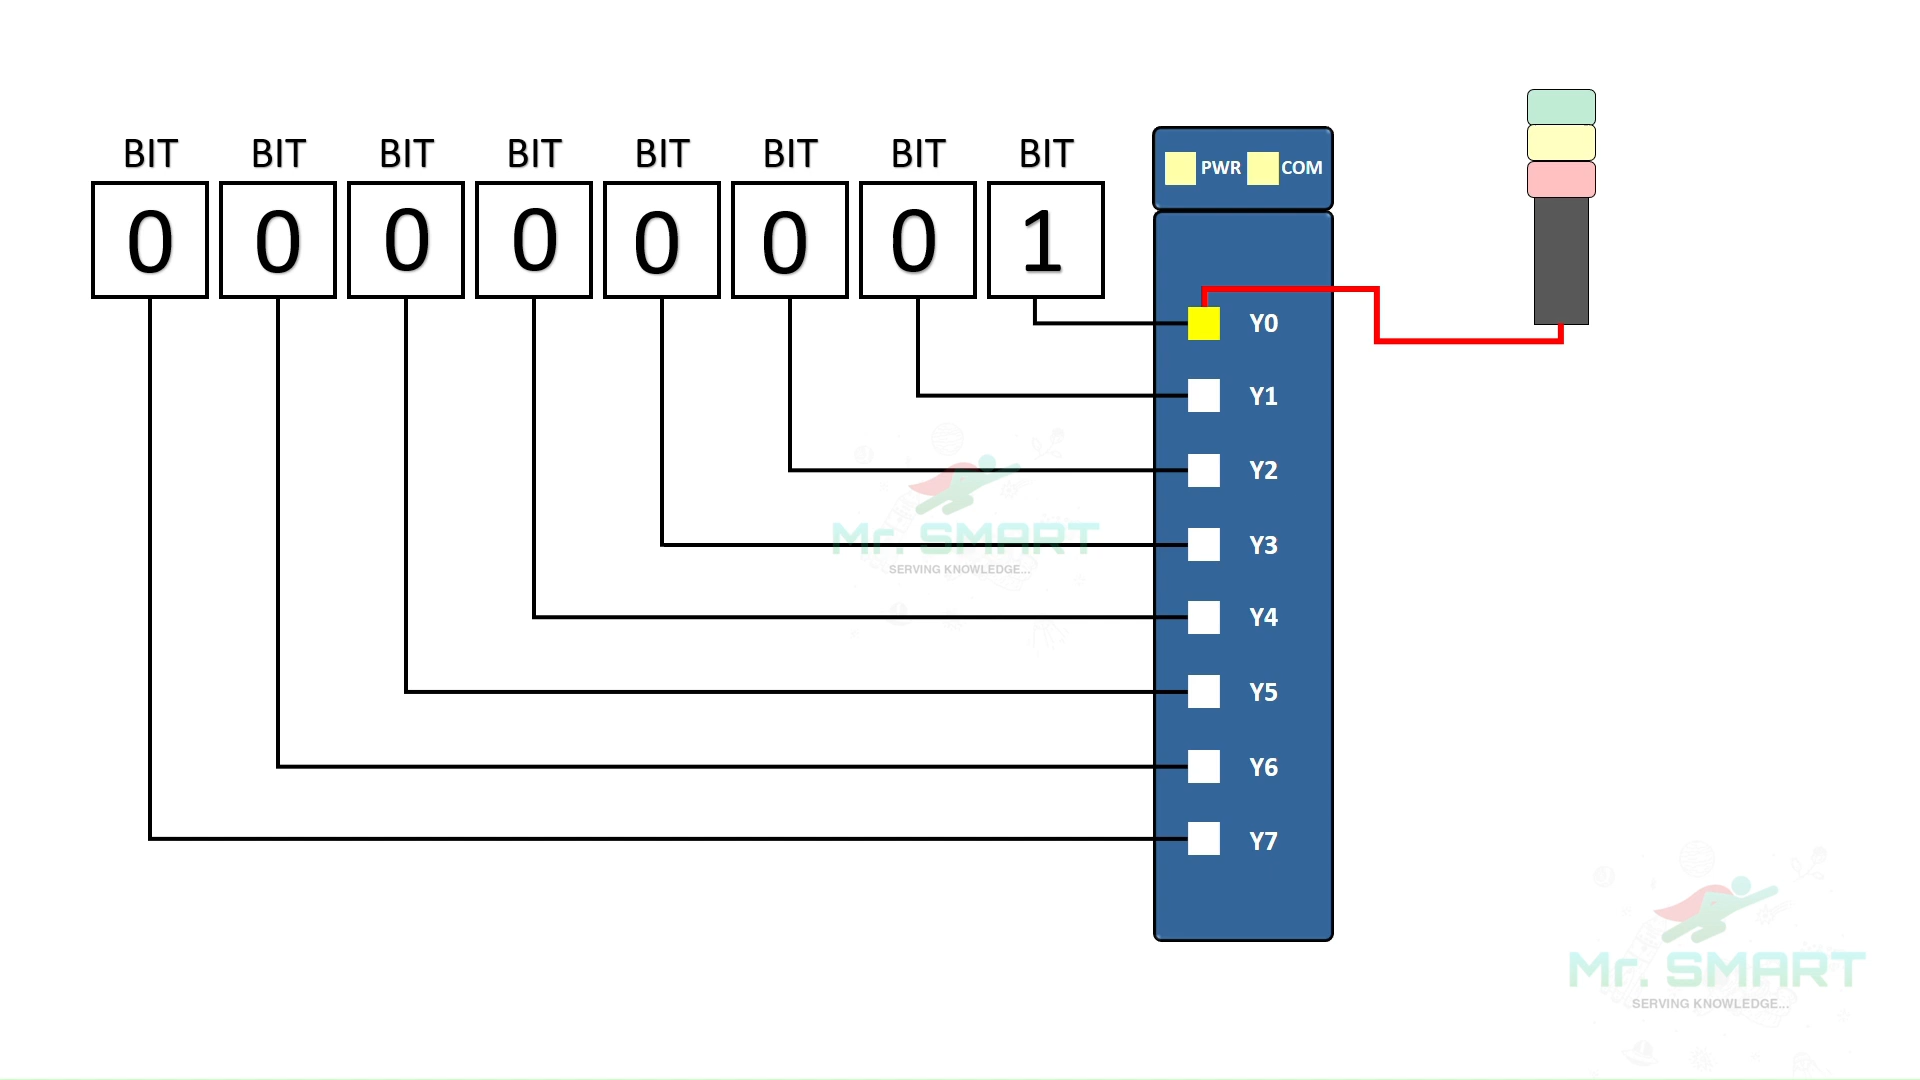 BIT BIT BIT BIT BIT BIT BIT BIT
0 0 0 0 0 0 0 1
PWR COM
Y0
Y1
Y2
Y3
Y4
Y5
Y6
Y7
Mr. SMART
SERVING KNOWLEDGE...
Mr. SMART
SERVING KNOWLEDGE...